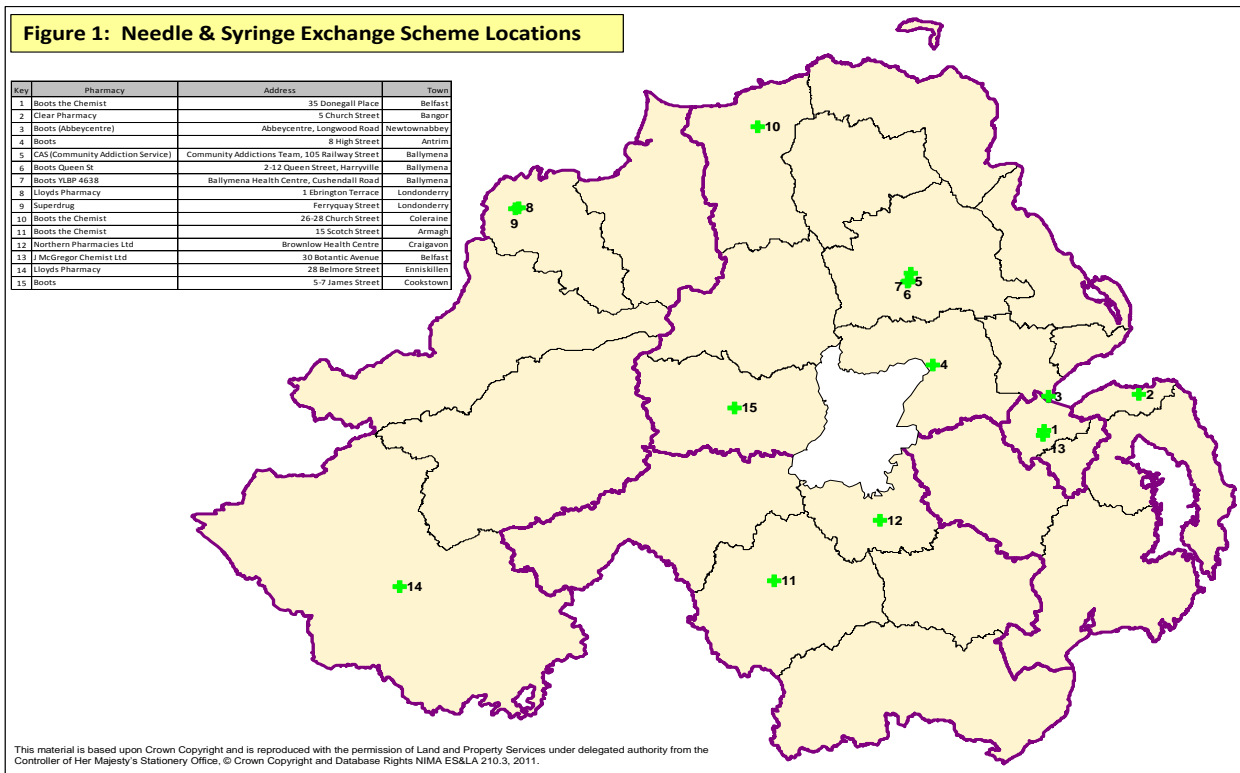 Figure 1: Needle & Syringe Exchange Scheme Locations
Key Pharmacy Address Town
1 Boots the Chemist 35 Donegall Place Belfast
2 Clear Pharmacy 5 Church Street Bangor
3 Boots (Abbeycentre) Abbeycentre, Longwood Road Newtownabbey
4 Boots 8 High Street Antrim
5 CAS (Community Addiction Service) Community Addictions Team, 105 Railway Street Ballymena
6 Boots Queen St 2-12 Queen Street, Harryville Ballymena
7 Boots YLBP 4638 Ballymena Health Centre, Cushendall Road Ballymena
8 Lloyds Pharmacy 1 Ebrington Terrace Londonderry
9 Superdrug Ferryquay Street Londonderry
10 Boots the Chemist 26-28 Church Street Coleraine
11 Boots the Chemist 15 Scotch Street Armagh
12 Northern Pharmacies Ltd Brownlow Health Centre Craigavon
13 J McGregor Chemist Ltd 30 Botantic Avenue Belfast
14 Lloyds Pharmacy 28 Belmore Street Enniskillen
15 Boots 5-7 James Street Cookstown
10
8
9
5
7
6
4
3
2
15
1
13
12
11
14
This material is based upon Crown Copyright and is reproduced with the permission of Land and Property Services under delegated authority from the
Controller of Her Majesty's Stationery Office, © Crown Copyright and Database Rights NIMA ES&LA 210.3, 2011.